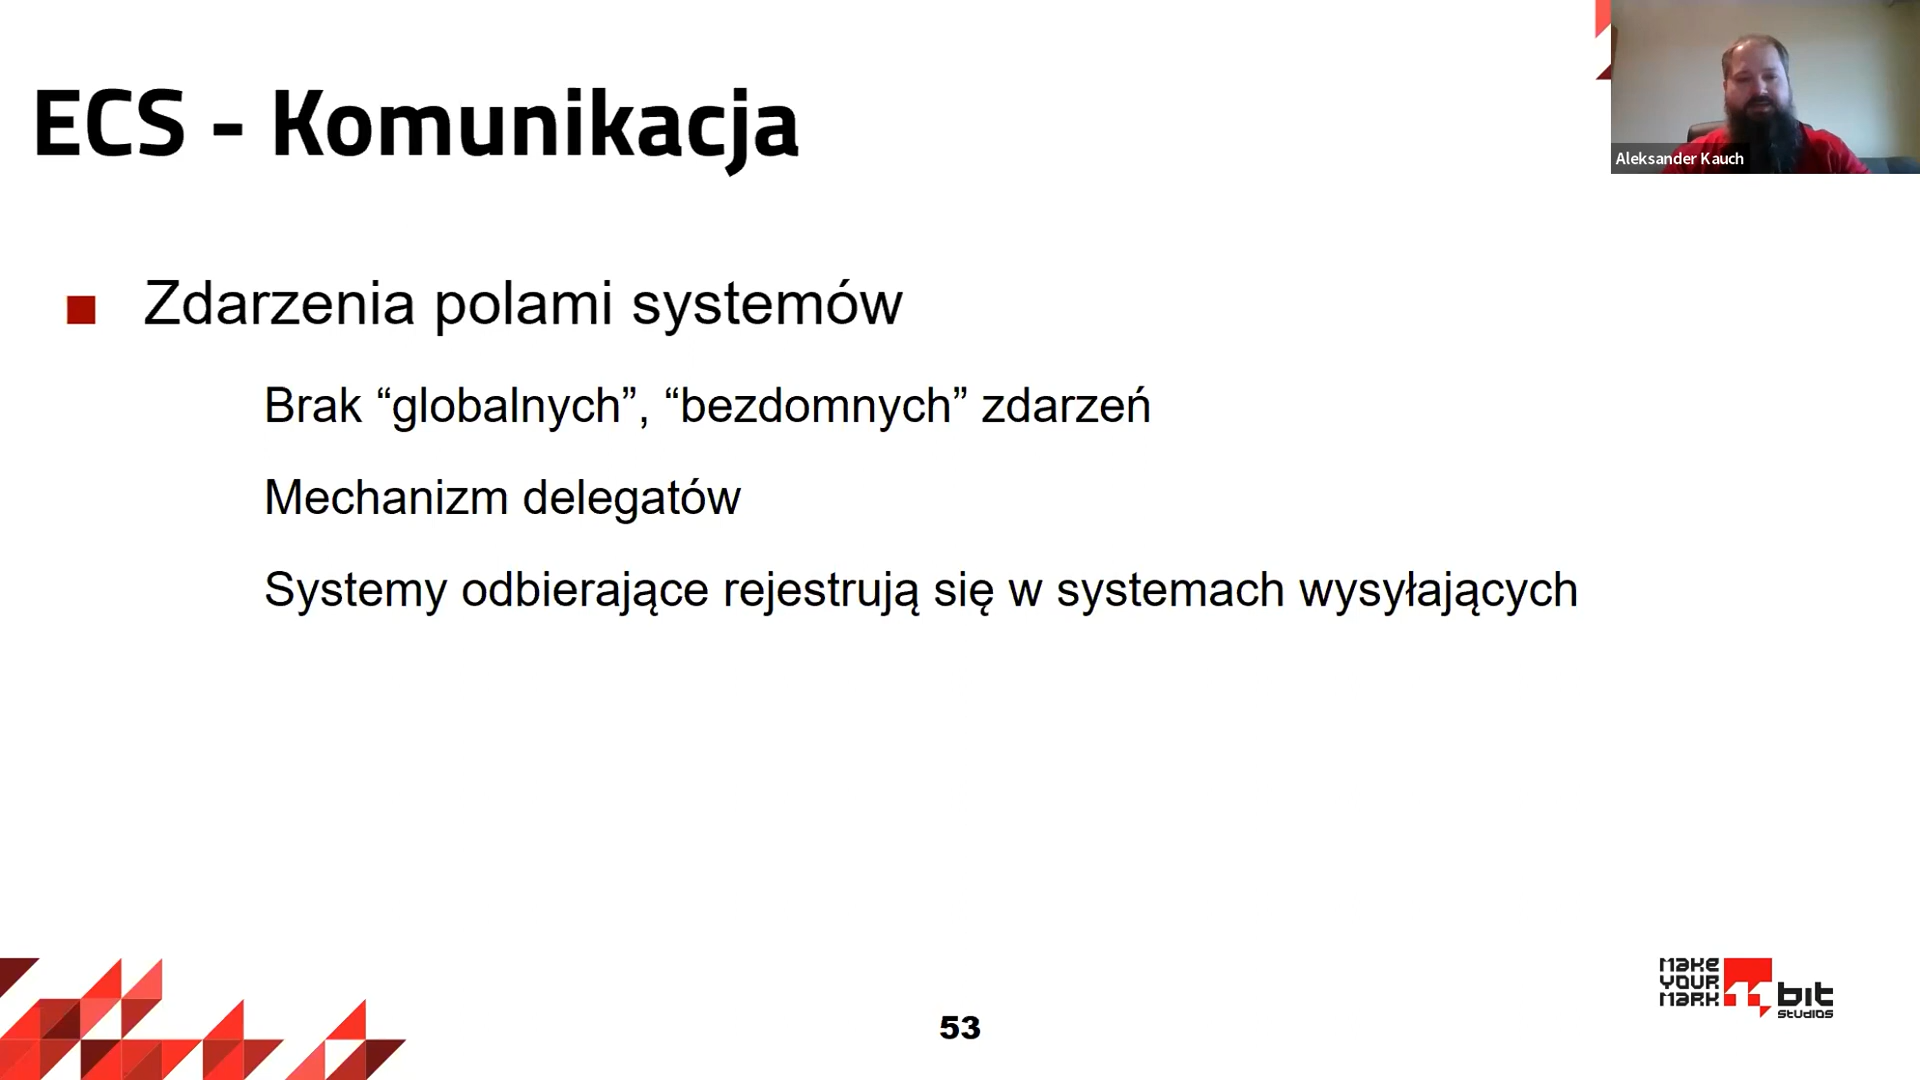 ECS - Komunikacja
Aleksander Kauch
Zdarzenia polami systemów
Brak “globalnych”, “bezdomnych” zdarzeń
Mechanizm delegatów
Systemy odbierające rejestrują się w systemach wysyłających
53
MAKE
YOUR
MARK
11 bit
STUDIOS